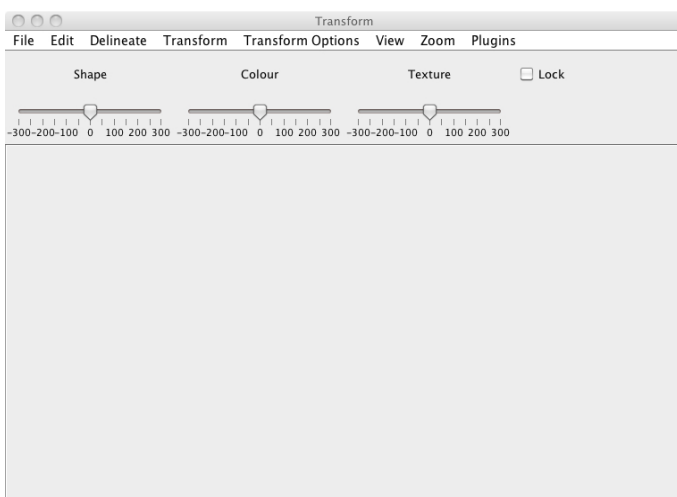 Transform
File Edit Delineate Transform Transform Options View Zoom Plugins
Shape Colour Texture Lock
-300-200-100 0 100 200 300 -300-200-100 0 100 200 300 -300-200-100 0 100 200 300